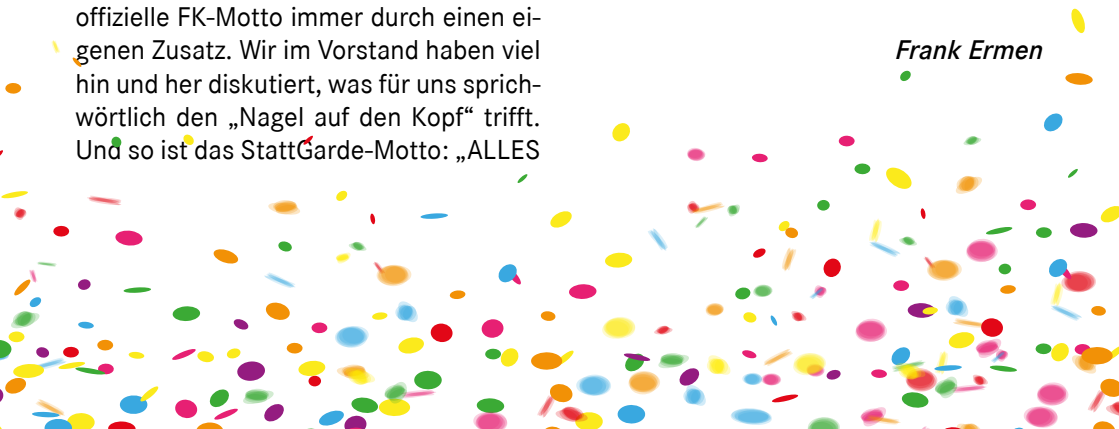 offizielle FK-Motto immer durch einen ei-
genen Zusatz. Wir im Vorstand haben viel
hin und her diskutiert, was für uns sprich-
wörtlich den „Nagel auf den Kopf“ trifft.
Und so ist das StattGarde-Motto: „ALLES
Frank Ermen